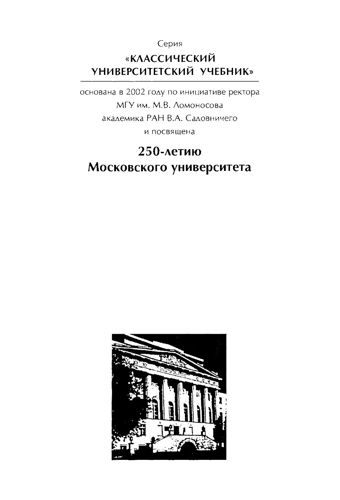 Серия
«КЛАССИЧЕСКИЙ
УНИВЕРСИТЕТСКИЙ УЧЕБНИК»
основана в 2002 году по инициативе ректора
МГУ им. М.В. Ломоносова
академика РАН В.А. Садовничего
и посвящена
250-летию
Московского университета